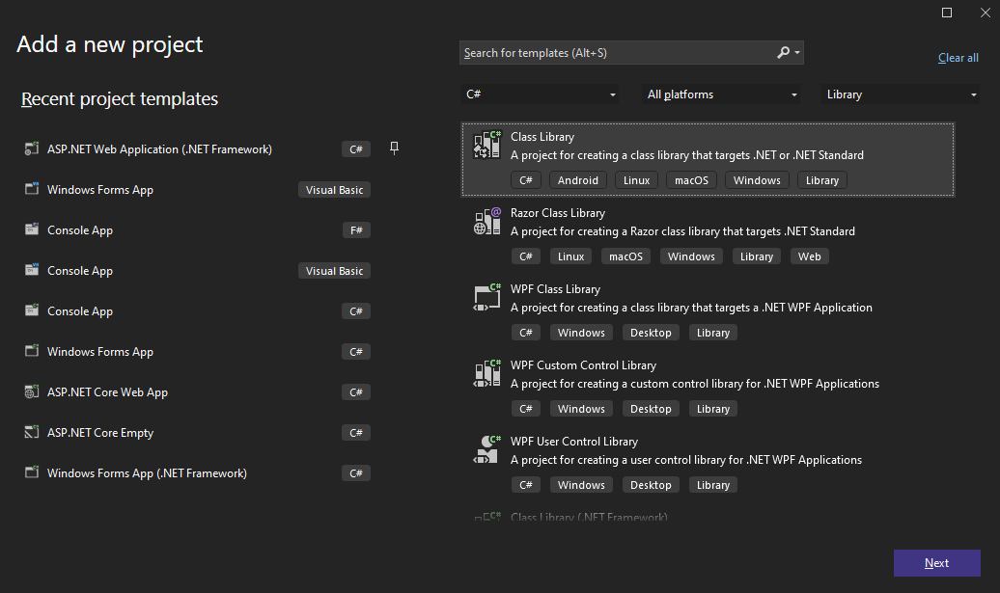 Add a new project
Search for templates (Alt+S)
Clear all
Recent project templates
C#
All platforms
Library
ASP.NET Web Application (.NET Framework)
C#
Windows Forms App
Visual Basic
Console App
F#
Console App
Visual Basic
Console App
C#
Windows Forms App
C#
ASP.NET Core Web App
C#
ASP.NET Core Empty
C#
Windows Forms App (.NET Framework)
C#
Class Library
A project for creating a class library that targets .NET or .NET Standard
C# Android Linux macOS Windows Library
Razor Class Library
A project for creating a Razor class library that targets .NET Standard
C# Linux macOS Windows Library Web
WPF Class Library
A project for creating a class library that targets a .NET WPF Application
C# Windows Desktop Library
WPF Custom Control Library
A project for creating a custom control library for .NET WPF Applications
C# Windows Desktop Library
WPF User Control Library
A project for creating a user control library for .NET WPF Applications
C# Windows Desktop Library
Class Library (.NET Framework)
Next